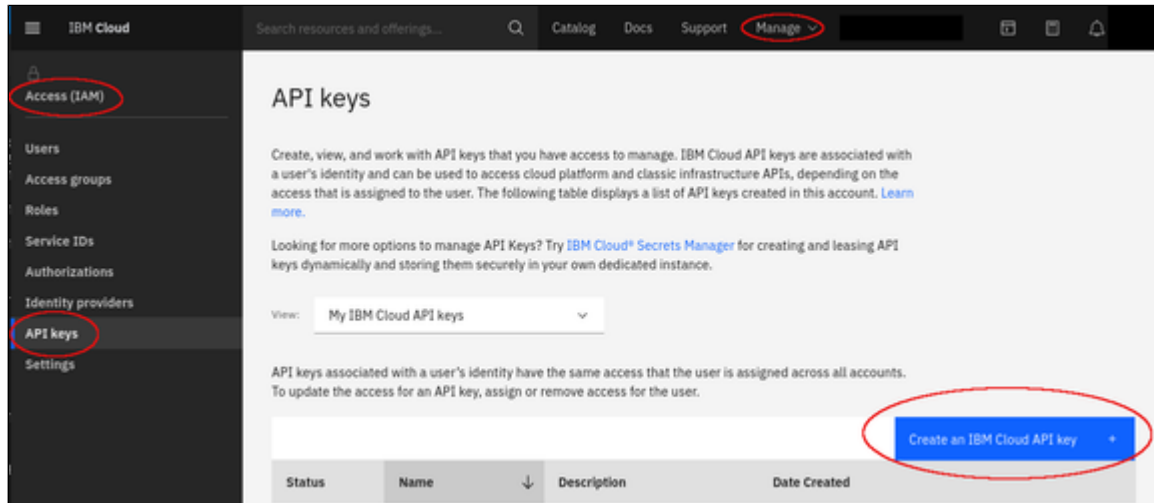 IBM Cloud
Search resources and offerings...
Catalog
Docs
Support
Manage
Access (IAM)
Users
Access groups
Roles
Service IDs
Authorizations
Identity providers
API keys
Settings
API keys
Create, view, and work with API keys that you have access to manage. IBM Cloud API keys are associated with
a user's identity and can be used to access cloud platform and classic infrastructure APIs, depending on the
access that is assigned to the user. The following table displays a list of API keys created in this account. Learn
more.
Looking for more options to manage API Keys? Try IBM Cloud® Secrets Manager for creating and leasing API
keys dynamically and storing them securely in your own dedicated instance.
View: My IBM Cloud API keys
API keys associated with a user's identity have the same access that the user is assigned across all accounts.
To update the access for an API key, assign or remove access for the user.
Create an IBM Cloud API key +
Status Name Description Date Created